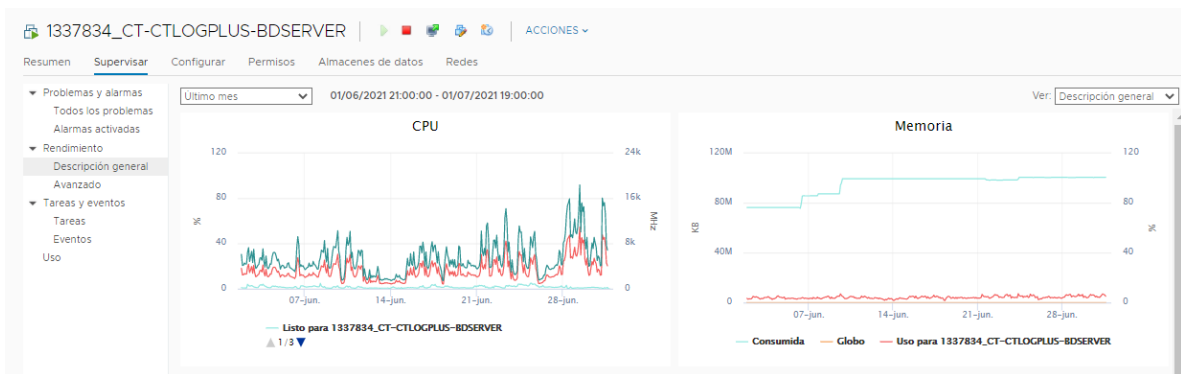 1337834_CT-CTLOGPLUS-BDSERVER ACCIONES
Resumen Supervisar Configurar Permisos Almacenes de datos Redes
Problemas y alarmas
Todos los problemas
Alarmas activadas
Rendimiento
Descripción general
Avanzado
Tareas y eventos
Tareas
Eventos
Uso
Último mes 01/06/2021 21:00:00 - 01/07/2021 19:00:00 Ver: Descripción general
CPU
120 24k
80 16k
% MHz
40 8k
0 0
07-jun. 14-jun. 21-jun. 28-jun.
Listo para 1337834_CT-CTLOGPLUS-BDSERVER
1/3
Memoria
120M 120
80M 80
KB %
40M 40
0 0
07-jun. 14-jun. 21-jun. 28-jun.
Consumida Globo Uso para 1337834_CT-CTLOGPLUS-BDSERVER